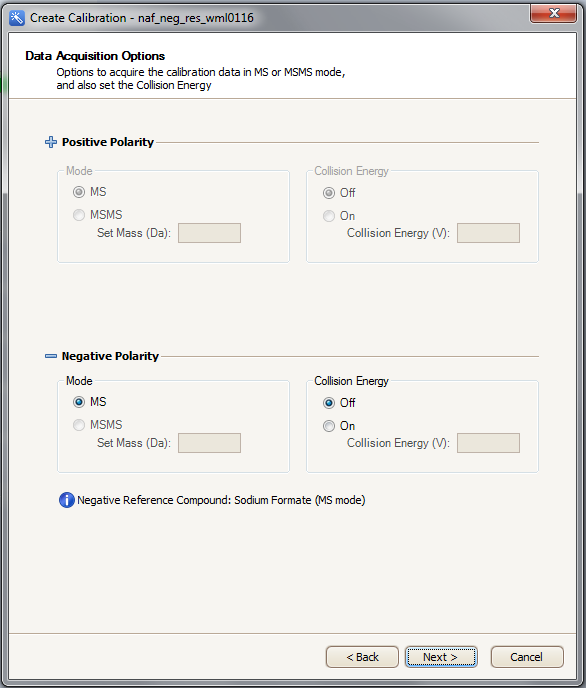 Create Calibration - naf_neg_res_wml0116
Data Acquisition Options
Options to acquire the calibration data in MS or MSMS mode,
and also set the Collision Energy
Positive Polarity
Mode
MS
MSMS
Set Mass (Da):
Collision Energy
Off
On
Collision Energy (V):
Negative Polarity
Mode
MS
MSMS
Set Mass (Da):
Collision Energy
Off
On
Collision Energy (V):
Negative Reference Compound: Sodium Formate (MS mode)
< Back
Next >
Cancel